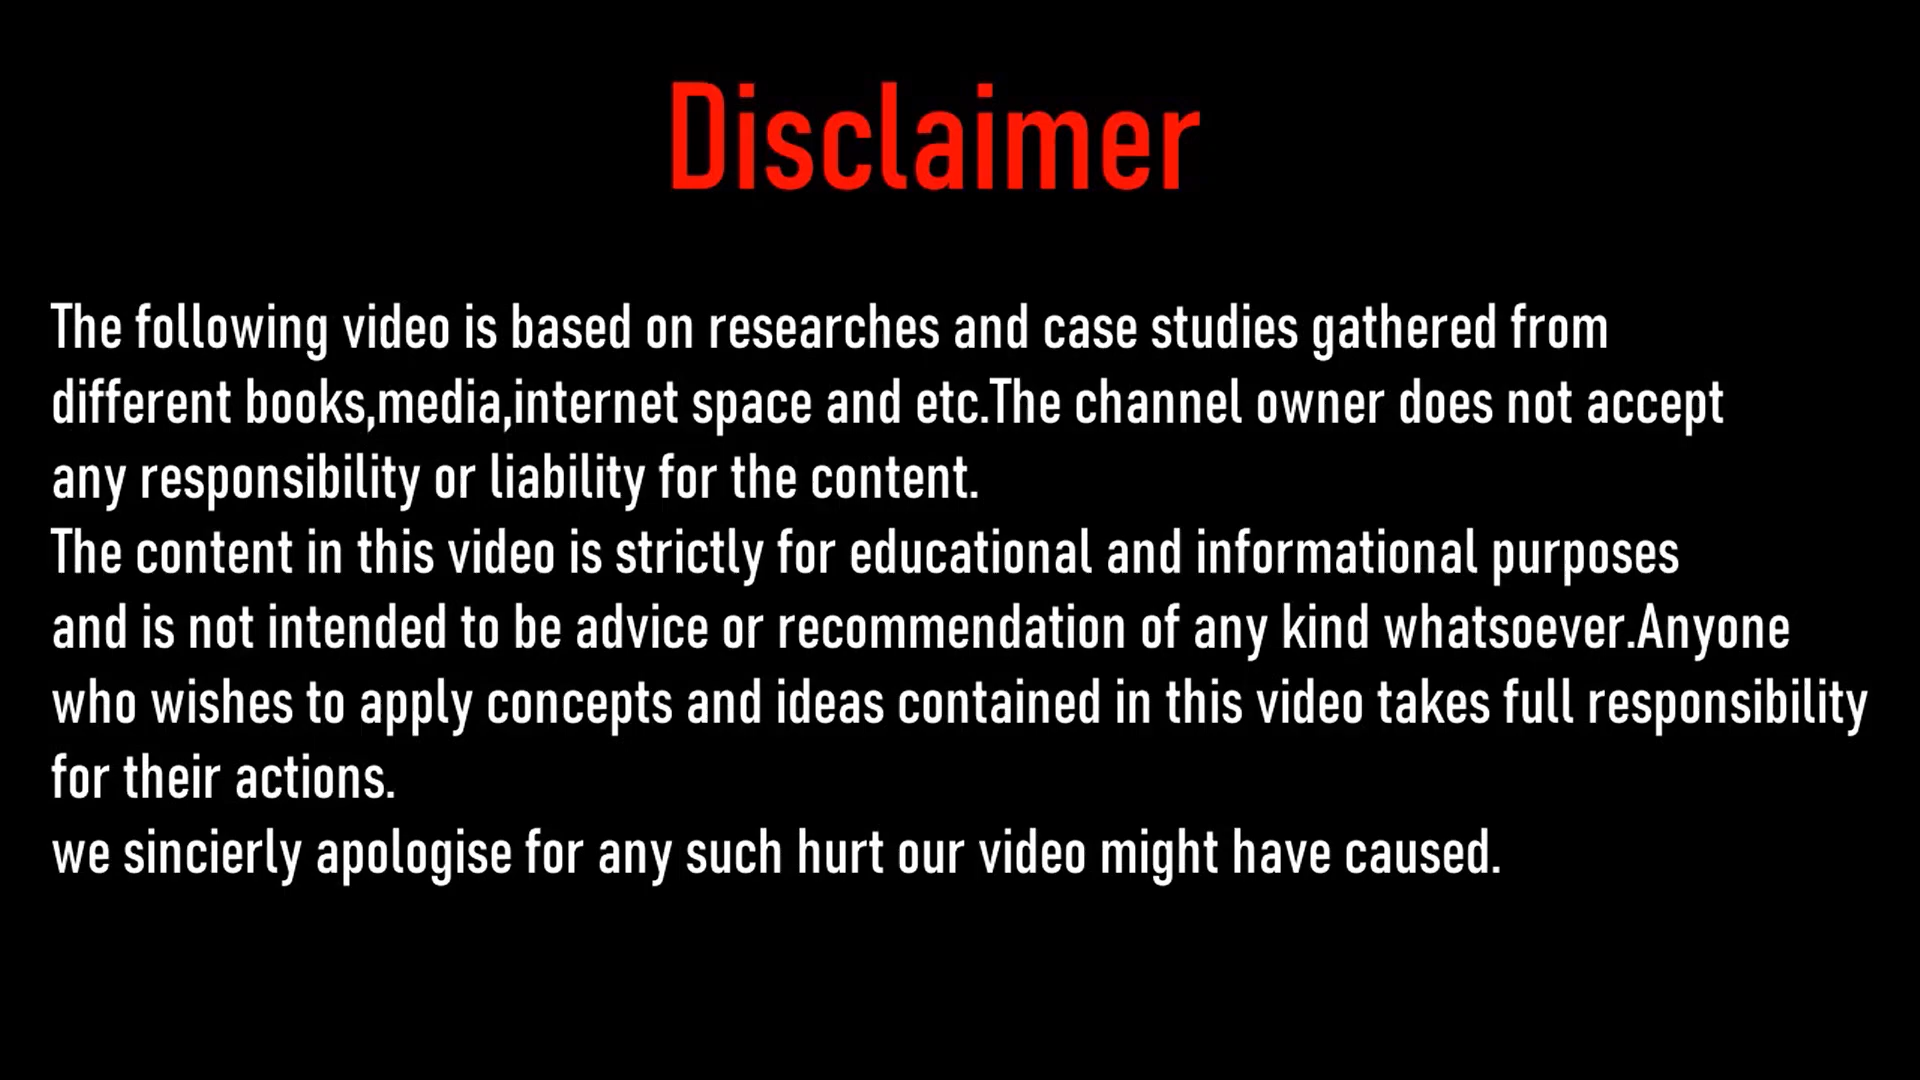 Disclaimer
The following video is based on researches and case studies gathered from
different books,media,internet space and etc.The channel owner does not accept
any responsibility or liability for the content.
The content in this video is strictly for educational and informational purposes
and is not intended to be advice or recommendation of any kind whatsoever.Anyone
who wishes to apply concepts and ideas contained in this video takes full responsibility
for their actions.
we sincierly apologise for any such hurt our video might have caused.